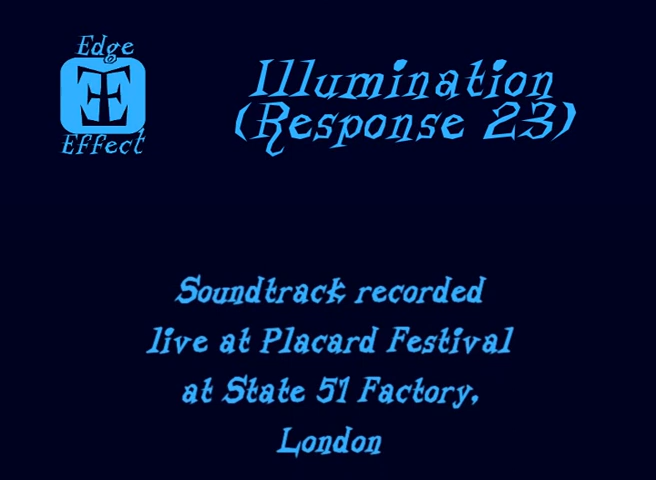 Edge
EE
Effect
Illumination
(Response 23)
Soundtrack recorded
live at Placard Festival
at State 51 Factory,
London